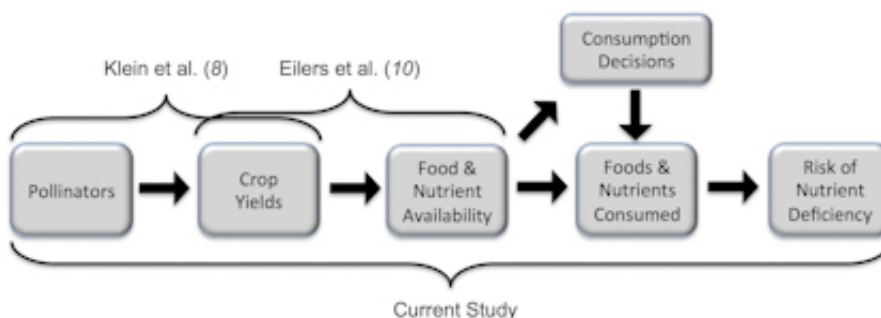 Consumption
Decisions
Klein et al. (8)
Eilers et al. (10)
Pollinators
Crop
Yields
Food &
Nutrient
Availability
Foods &
Nutrients
Consumed
Risk of
Nutrient
Deficiency
Current Study